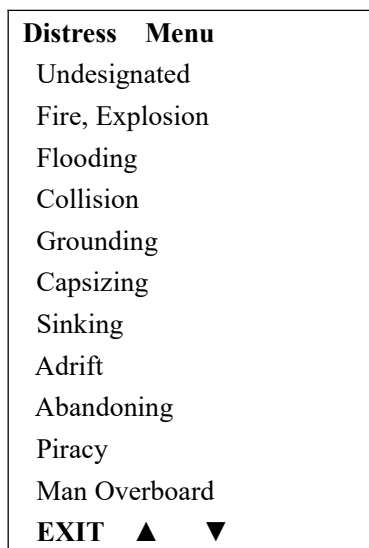 Distress Menu
Undesignated
Fire, Explosion
Flooding
Collision
Grounding
Capsizing
Sinking
Adrift
Abandoning
Piracy
Man Overboard
EXIT ▲ ▼